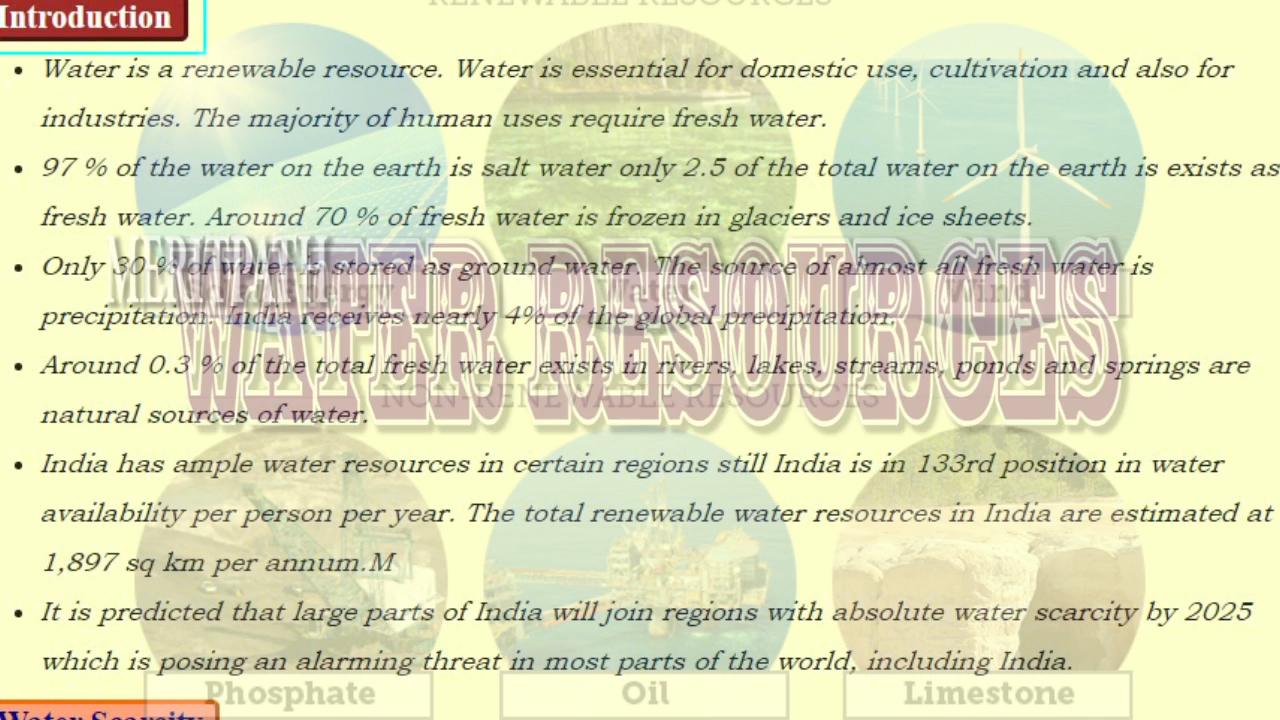 RENEWABLE RESOURCES
Introduction
• Water is a renewable resource. Water is essential for domestic use, cultivation and also for
industries. The majority of human uses require fresh water.
• 97 % of the water on the earth is salt water only 2.5 of the total water on the earth is exists as
fresh water. Around 70 % of fresh water is frozen in glaciers and ice sheets.
• Only 30 % of water is stored as ground water. The source of almost all fresh water is
precipitation. India receives nearly 4% of the global precipitation.
MERITPATH
WATER RESOURCES
Energy
Water
Wind
• Around 0.3 % of the total fresh water exists in rivers, lakes, streams, ponds and springs are
NON-RENEWABLE RESOURCES
natural sources of water.
• India has ample water resources in certain regions still India is in 133rd position in water
availability per person per year. The total renewable water resources in India are estimated at
1,897 sq km per annum.M
• It is predicted that large parts of India will join regions with absolute water scarcity by 2025
which is posing an alarming threat in most parts of the world, including India.
Phosphate
Oil
Limestone
Water Scarcity